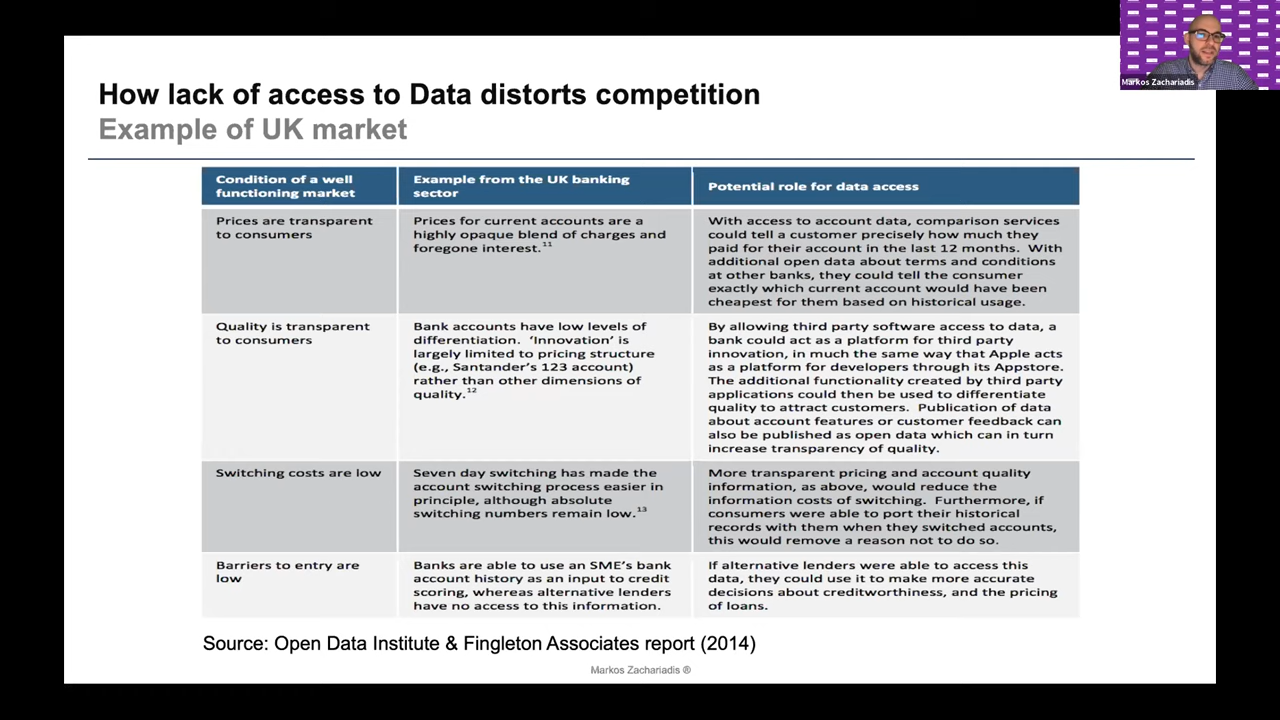 Markos Zachariadis
How lack of access to Data distorts competition
Example of UK market
Condition of a well
functioning market
Example from the UK banking
sector
Potential role for data access
Prices are transparent
to consumers
Prices for current accounts are a
highly opaque blend of charges and
foregone interest.11
With access to account data, comparison services
could tell a customer precisely how much they
paid for their account in the last 12 months.  With
additional open data about terms and conditions
at other banks, they could tell the consumer
exactly which current account would have been
cheapest for them based on historical usage.
Quality is transparent
to consumers
Bank accounts have low levels of
differentiation.  ‘Innovation’ is
largely limited to pricing structure
(e.g., Santander’s 123 account)
rather than other dimensions of
quality.12
By allowing third party software access to data, a
bank could act as a platform for third party
innovation, in much the same way that Apple acts
as a platform for developers through its Appstore.
The additional functionality created by third party
applications could then be used to differentiate
quality to attract customers.  Publication of data
about account features or customer feedback can
also be published as open data which can in turn
increase transparency of quality.
Switching costs are low
Seven day switching has made the
account switching process easier in
principle, although absolute
switching numbers remain low.13
More transparent pricing and account quality
information, as above, would reduce the
information costs of switching.  Furthermore, if
consumers were able to port their historical
records with them when they switched accounts,
this would remove a reason not to do so.
Barriers to entry are
low
Banks are able to use an SME’s bank
account history as an input to credit
scoring, whereas alternative lenders
have no access to this information.
If alternative lenders were able to access this
data, they could use it to make more accurate
decisions about creditworthiness, and the pricing
of loans.
Source: Open Data Institute & Fingleton Associates report (2014)
Markos Zachariadis ®